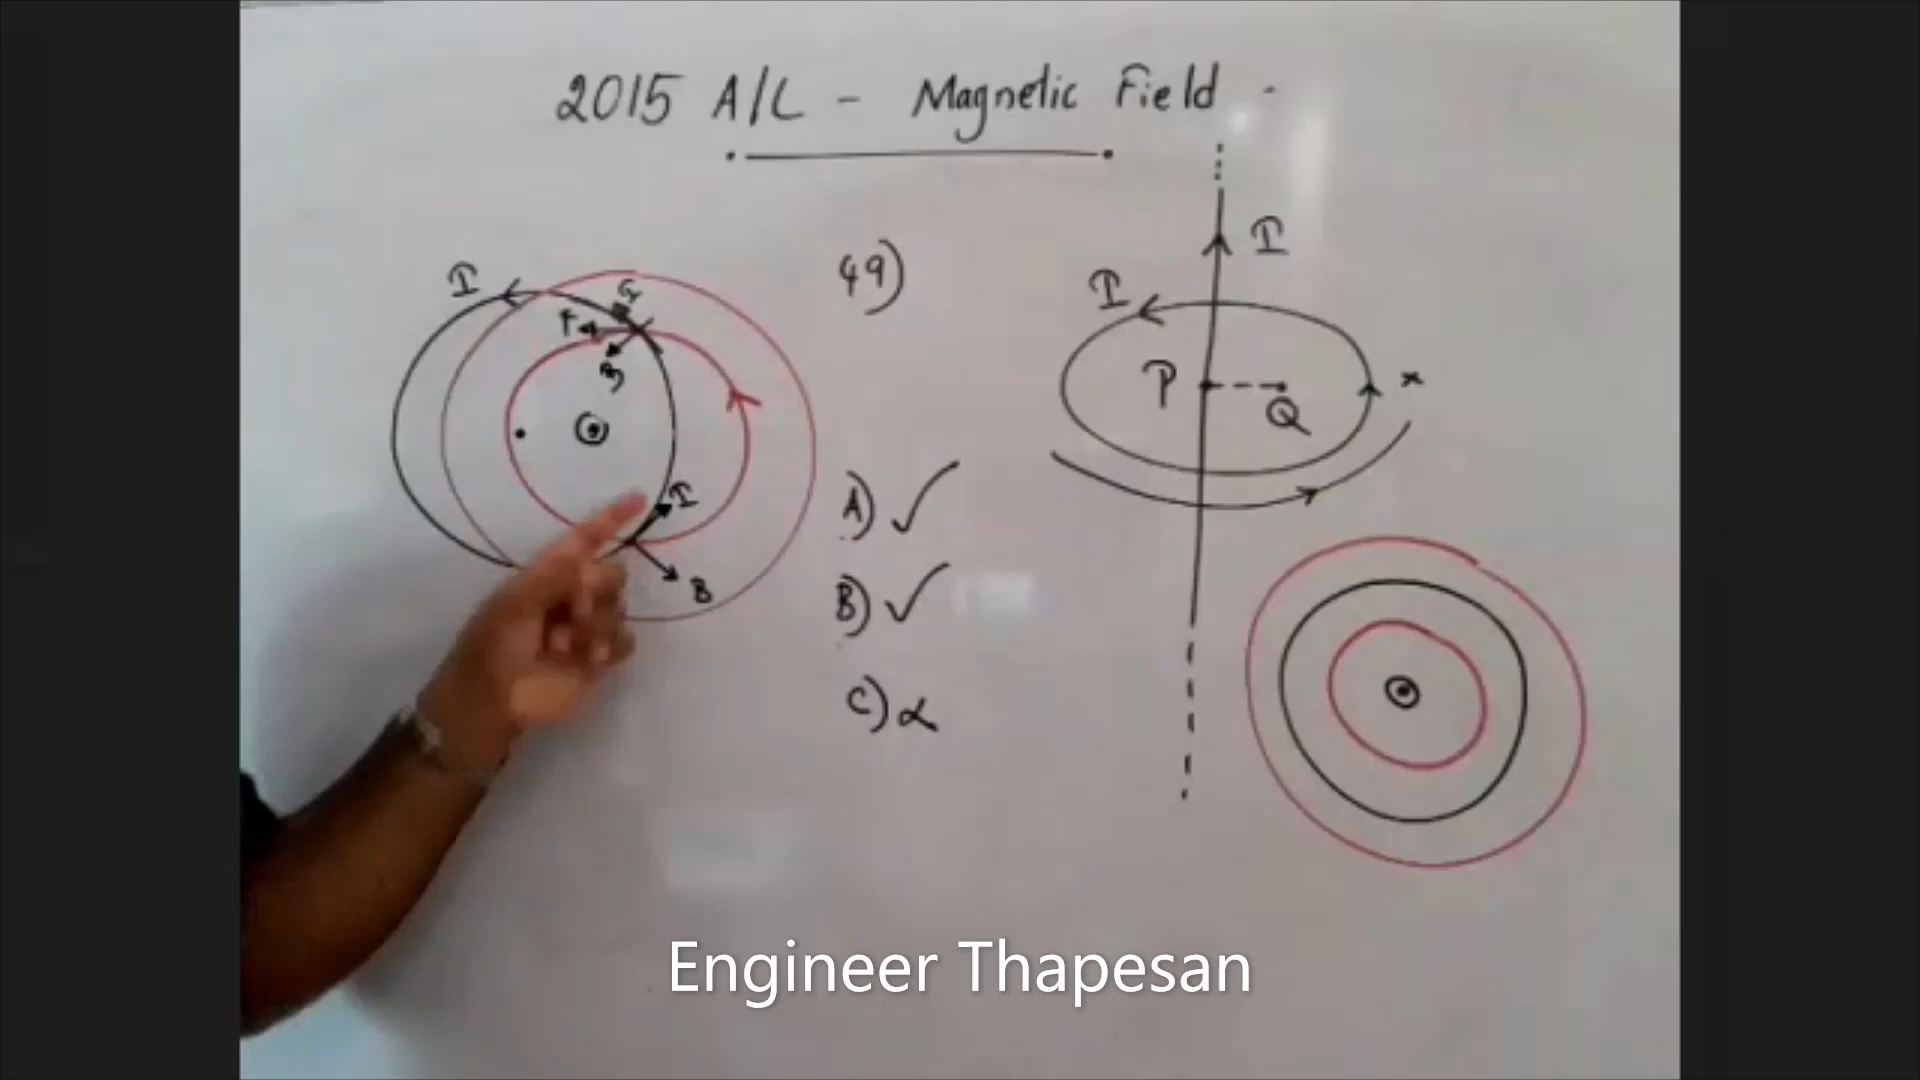 2015 A/L - Magnetic Field -
I
I
49)
I
G
F
B
P
Q
x
I
A) ✓
B
B) ✓
C) x
Engineer Thapesan